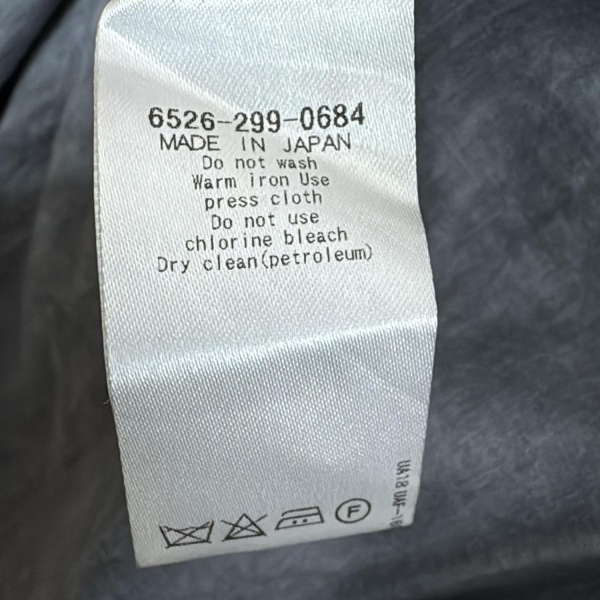 6526-299-0684
MADE IN JAPAN
Do not wash
Warm iron Use
press cloth
Do not use
chlorine bleach
Dry clean(petroleum)
F
UA18